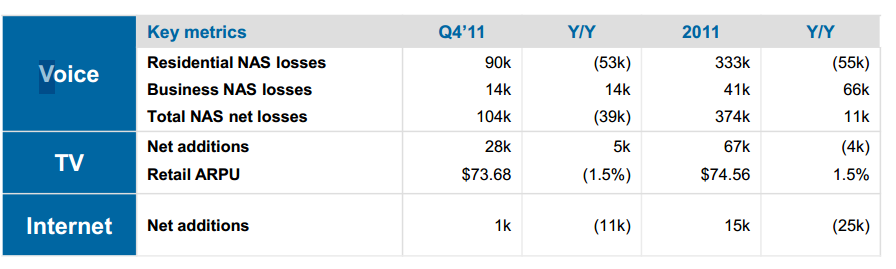 Key metrics Q4’11 Y/Y 2011 Y/Y
Voice
Residential NAS losses 90k (53k) 333k (55k)
Business NAS losses 14k 14k 41k 66k
Total NAS net losses 104k (39k) 374k 11k
TV
Net additions 28k 5k 67k (4k)
Retail ARPU $73.68 (1.5%) $74.56 1.5%
Internet
Net additions 1k (11k) 15k (25k)